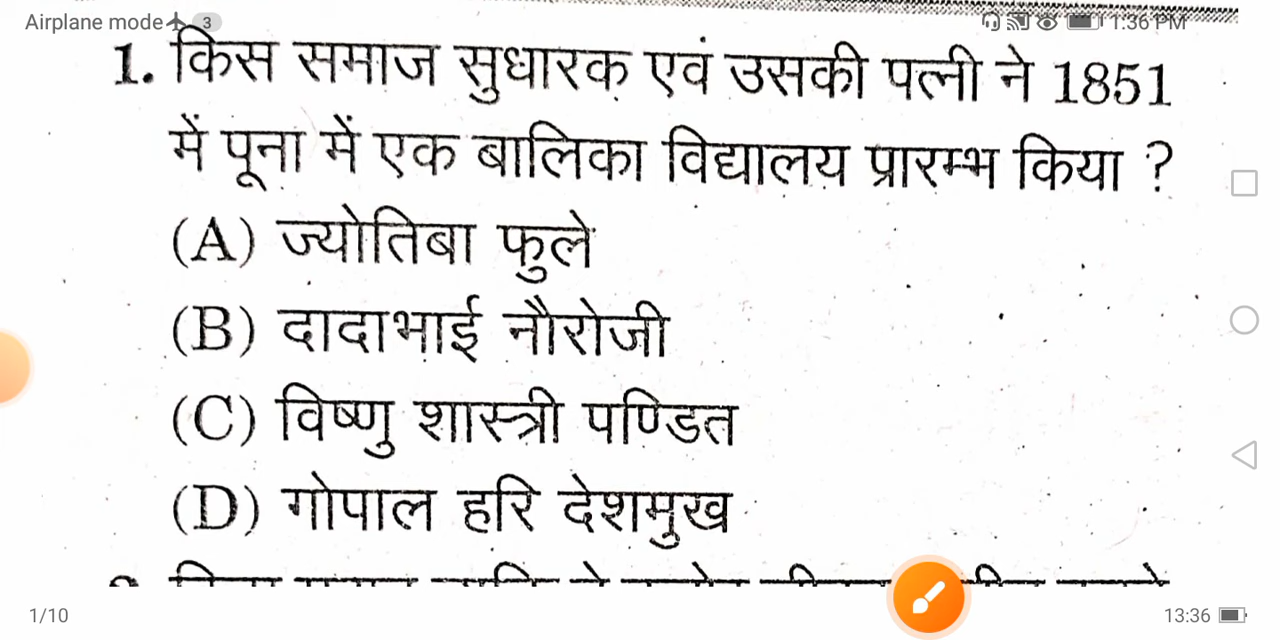 Airplane mode 3 1:36 PM
1. किस समाज सुधारक एवं उसकी पत्नी ने 1851
में पूना में एक बालिका विद्यालय प्रारम्भ किया ?
(A) ज्योतिबा फुले
(B) दादाभाई नौरोजी
(C) विष्णु शास्त्री पण्डित
(D) गोपाल हरि देशमुख
1/10 13:36